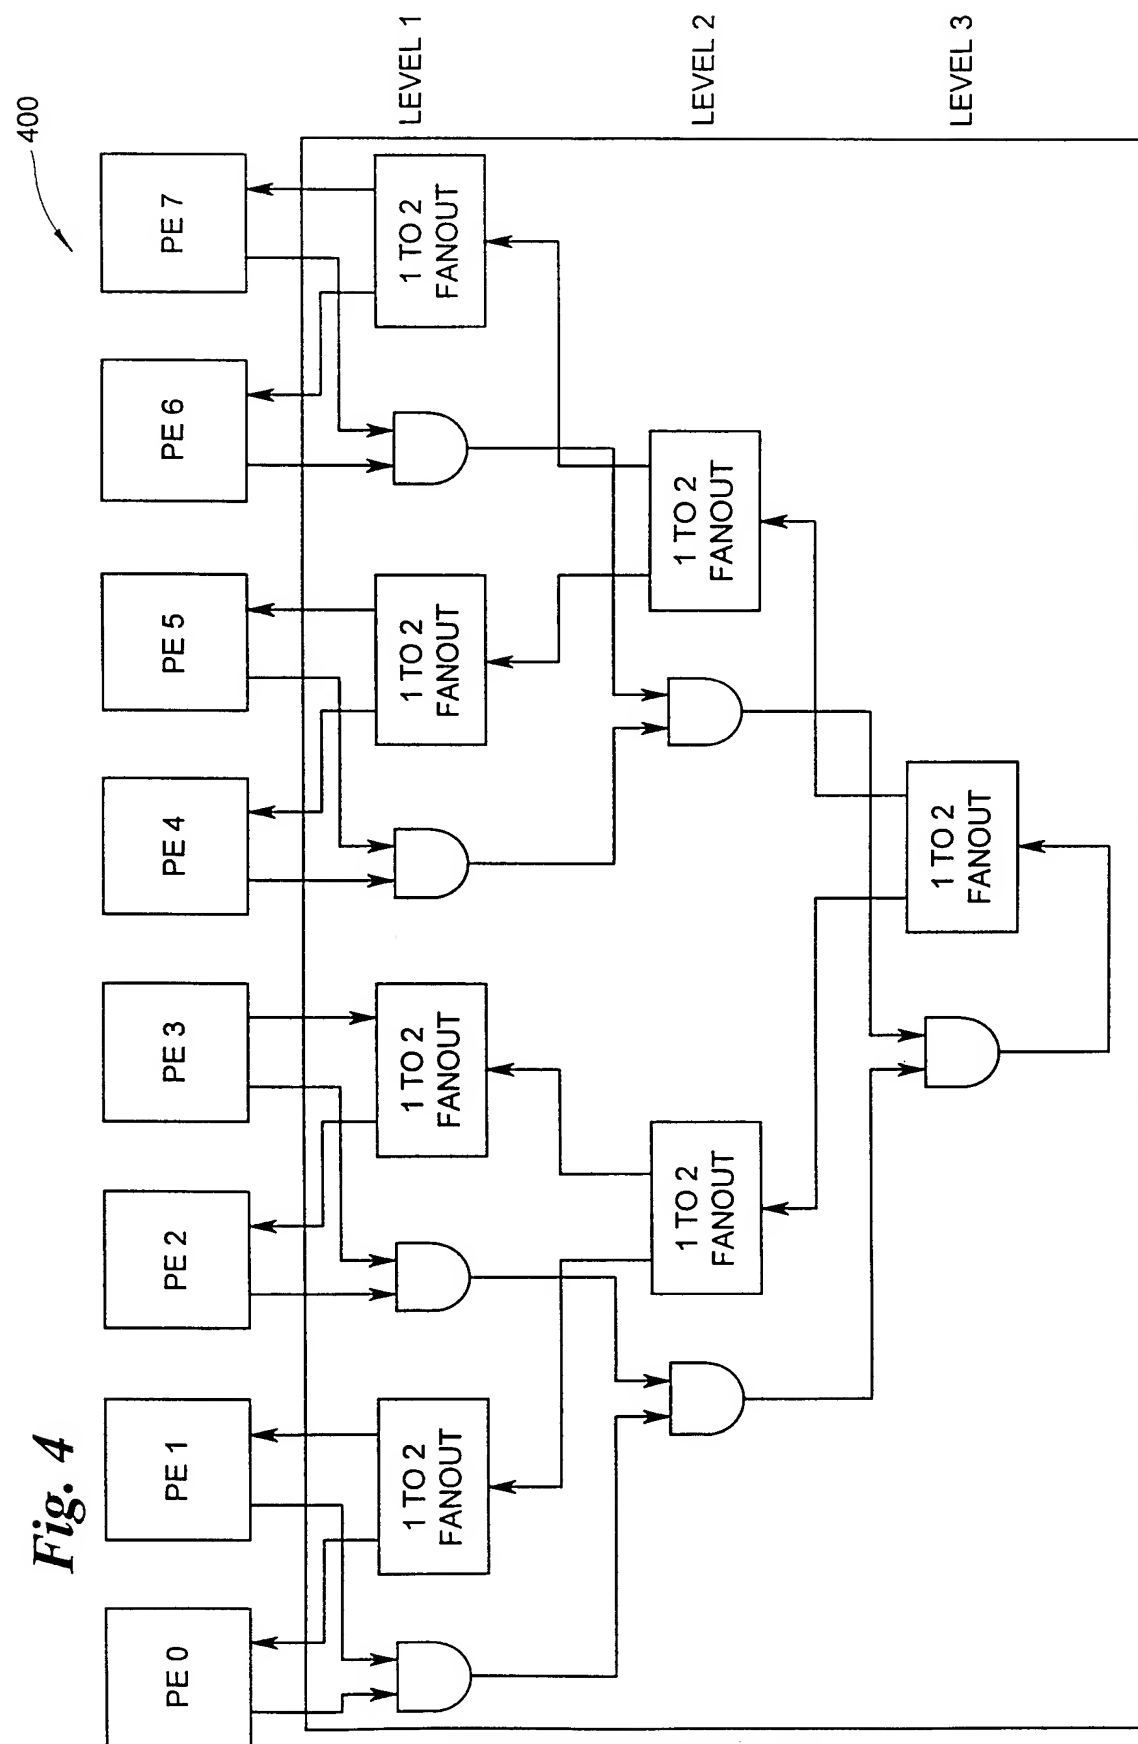 Fig. 4
400
PE 0
PE 1
PE 2
PE 3
PE 4
PE 5
PE 6
PE 7
1 TO 2
FANOUT
1 TO 2
FANOUT
1 TO 2
FANOUT
1 TO 2
FANOUT
LEVEL 1
1 TO 2
FANOUT
1 TO 2
FANOUT
LEVEL 2
1 TO 2
FANOUT
LEVEL 3